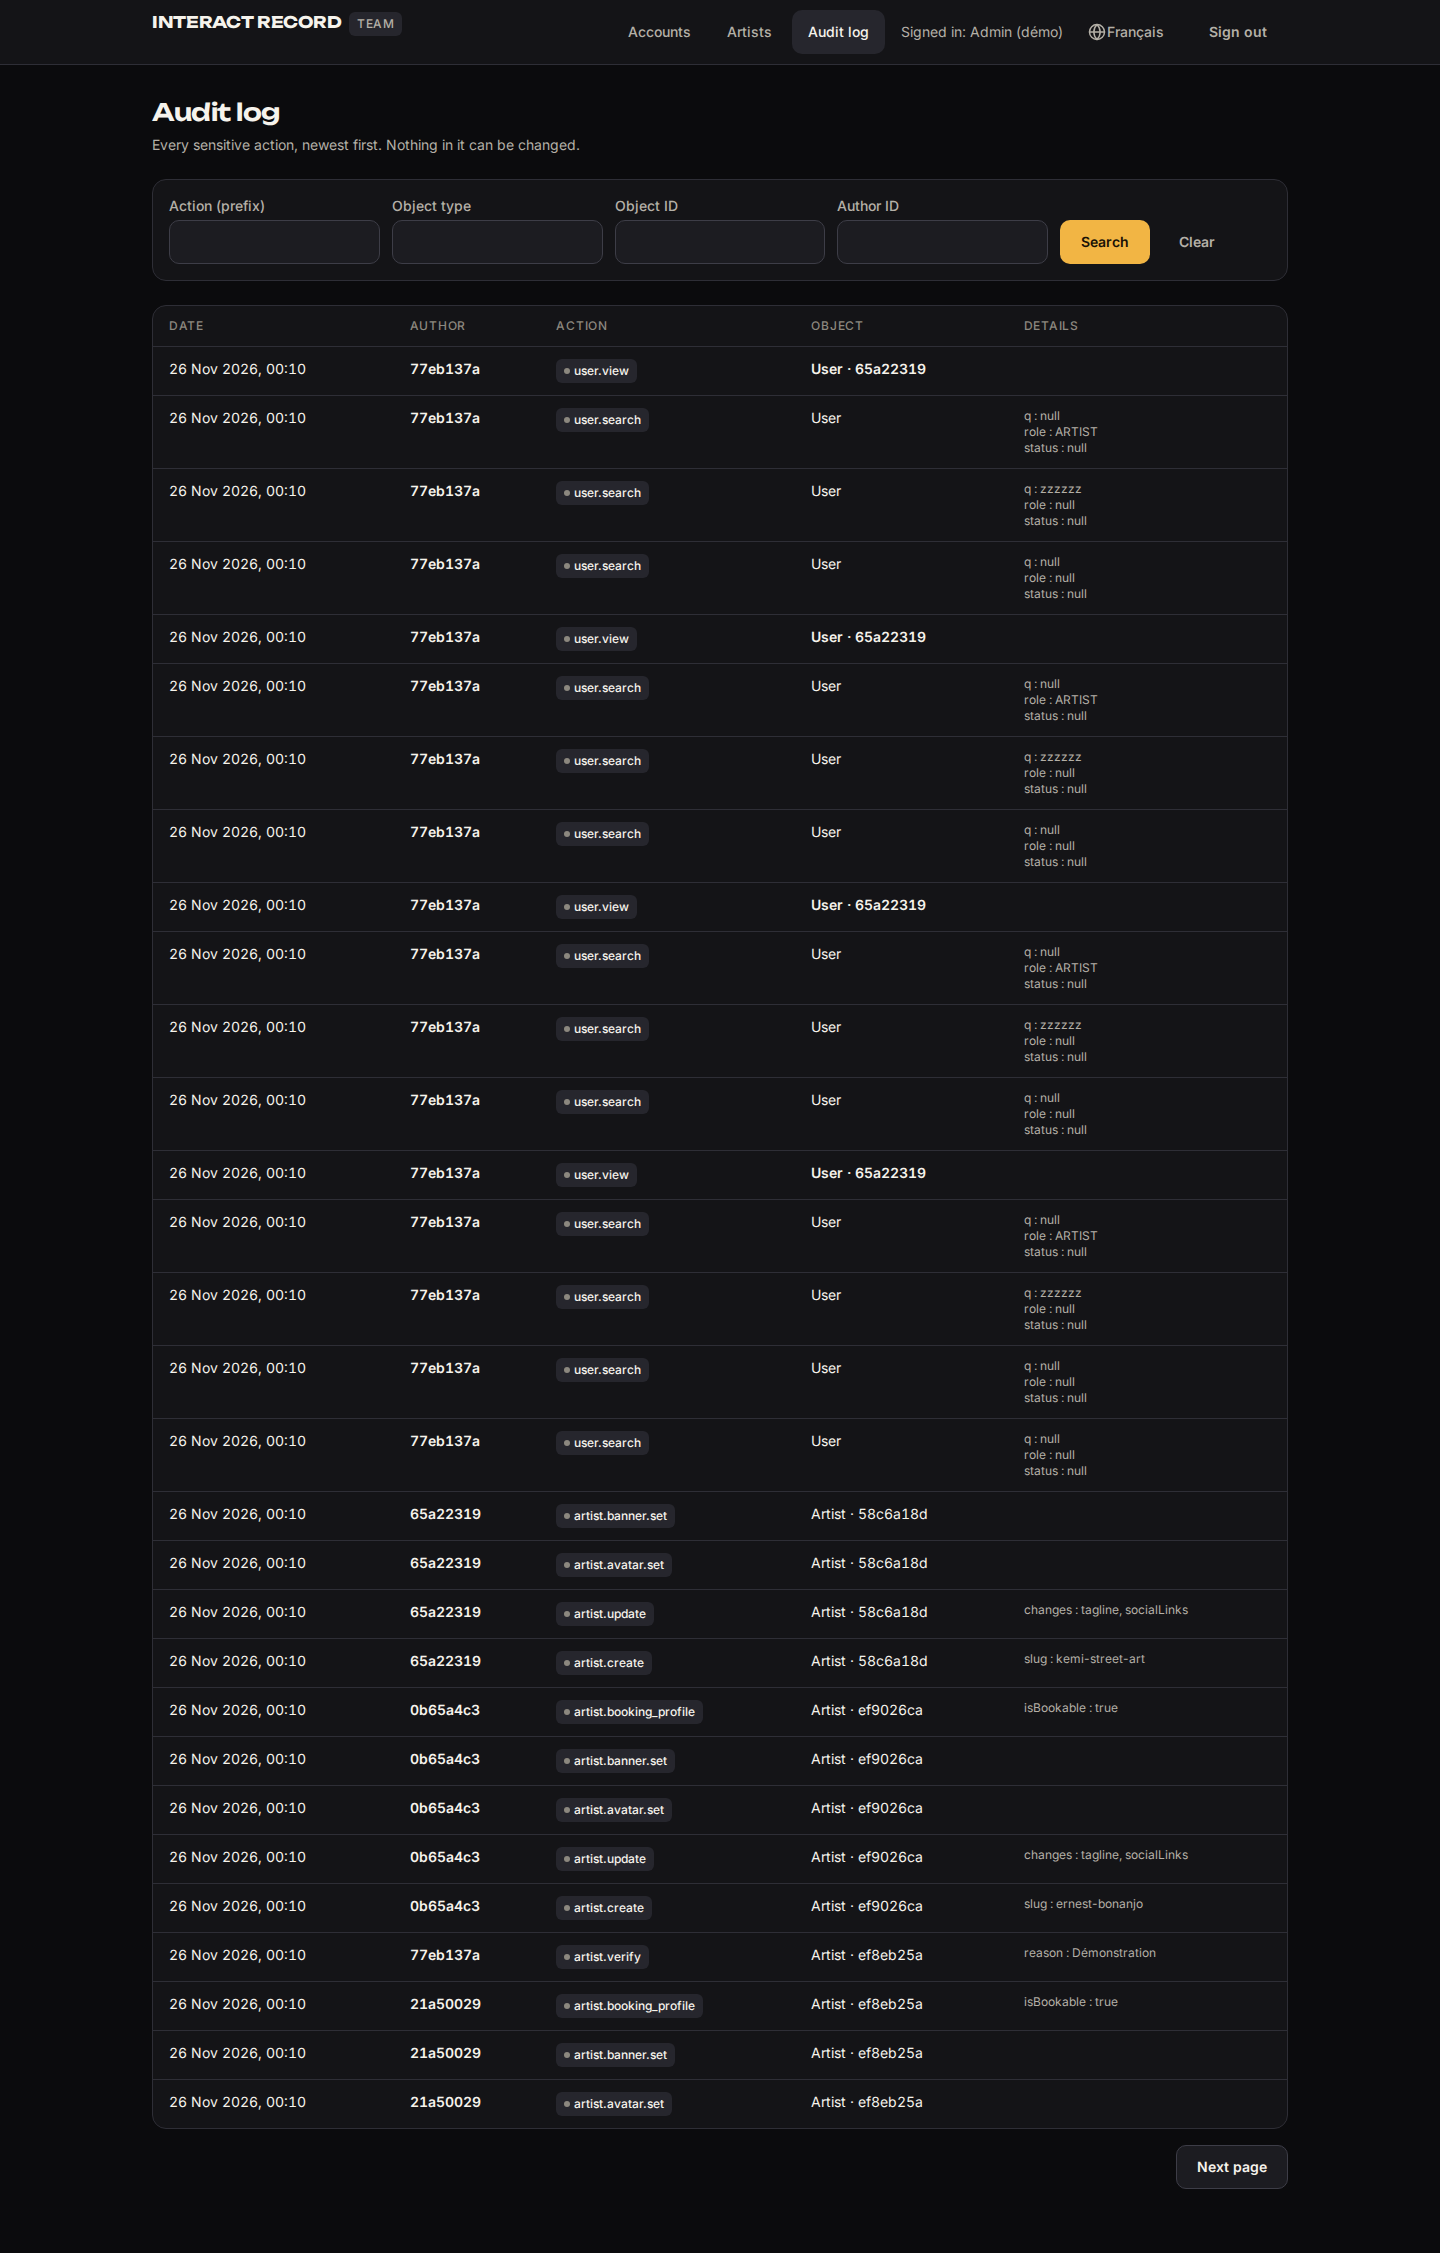 INTERACT RECORD TEAM
Accounts Artists Audit log Signed in: Admin (démo) Français Sign out
Audit log
Every sensitive action, newest first. Nothing in it can be changed.
Action (prefix) Object type Object ID Author ID
Search Clear
DATE AUTHOR ACTION OBJECT DETAILS
26 Nov 2026, 00:10 77eb137a user.view User · 65a22319
26 Nov 2026, 00:10 77eb137a user.search User q : null
role : ARTIST
status : null
26 Nov 2026, 00:10 77eb137a user.search User q : zzzzzz
role : null
status : null
26 Nov 2026, 00:10 77eb137a user.search User q : null
role : null
status : null
26 Nov 2026, 00:10 77eb137a user.view User · 65a22319
26 Nov 2026, 00:10 77eb137a user.search User q : null
role : ARTIST
status : null
26 Nov 2026, 00:10 77eb137a user.search User q : zzzzzz
role : null
status : null
26 Nov 2026, 00:10 77eb137a user.search User q : null
role : null
status : null
26 Nov 2026, 00:10 77eb137a user.view User · 65a22319
26 Nov 2026, 00:10 77eb137a user.search User q : null
role : ARTIST
status : null
26 Nov 2026, 00:10 77eb137a user.search User q : zzzzzz
role : null
status : null
26 Nov 2026, 00:10 77eb137a user.search User q : null
role : null
status : null
26 Nov 2026, 00:10 77eb137a user.view User · 65a22319
26 Nov 2026, 00:10 77eb137a user.search User q : null
role : ARTIST
status : null
26 Nov 2026, 00:10 77eb137a user.search User q : zzzzzz
role : null
status : null
26 Nov 2026, 00:10 77eb137a user.search User q : null
role : null
status : null
26 Nov 2026, 00:10 77eb137a user.search User q : null
role : null
status : null
26 Nov 2026, 00:10 65a22319 artist.banner.set Artist · 58c6a18d
26 Nov 2026, 00:10 65a22319 artist.avatar.set Artist · 58c6a18d
26 Nov 2026, 00:10 65a22319 artist.update Artist · 58c6a18d changes : tagline, socialLinks
26 Nov 2026, 00:10 65a22319 artist.create Artist · 58c6a18d slug : kemi-street-art
26 Nov 2026, 00:10 0b65a4c3 artist.booking_profile Artist · ef9026ca isBookable : true
26 Nov 2026, 00:10 0b65a4c3 artist.banner.set Artist · ef9026ca
26 Nov 2026, 00:10 0b65a4c3 artist.avatar.set Artist · ef9026ca
26 Nov 2026, 00:10 0b65a4c3 artist.update Artist · ef9026ca changes : tagline, socialLinks
26 Nov 2026, 00:10 0b65a4c3 artist.create Artist · ef9026ca slug : ernest-bonanjo
26 Nov 2026, 00:10 77eb137a artist.verify Artist · ef8eb25a reason : Démonstration
26 Nov 2026, 00:10 21a50029 artist.booking_profile Artist · ef8eb25a isBookable : true
26 Nov 2026, 00:10 21a50029 artist.banner.set Artist · ef8eb25a
26 Nov 2026, 00:10 21a50029 artist.avatar.set Artist · ef8eb25a
Next page